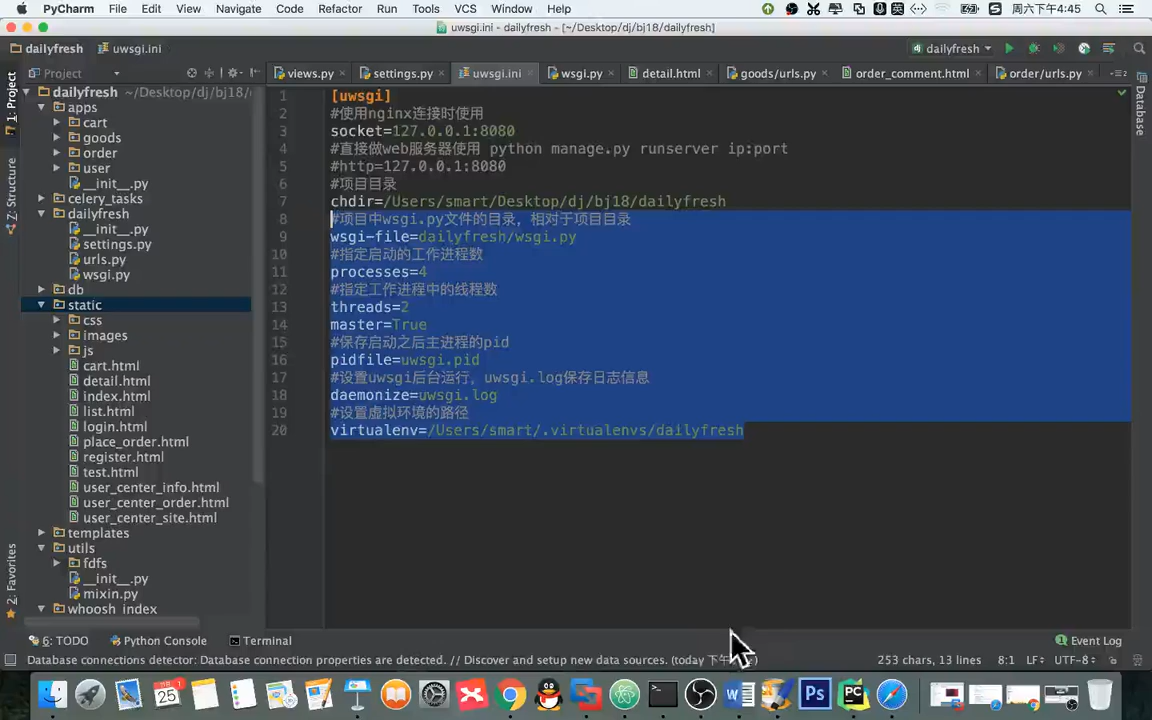 PyCharm File Edit View Navigate Code Refactor Run Tools VCS Window Help 周六下午4:45
uwsgi.ini - dailyfresh - [~/Desktop/dj/bj18/dailyfresh]
dailyfresh uwsgi.ini dailyfresh
Project views.py settings.py uwsgi.ini wsgi.py detail.html goods/urls.py order_comment.html order/urls.py
1: Project
Z: Structure
2: Favorites
Database
dailyfresh ~/Desktop/dj/bj18/
apps
cart
goods
order
user
__init__.py
celery_tasks
dailyfresh
__init__.py
settings.py
urls.py
wsgi.py
db
static
css
images
js
cart.html
detail.html
index.html
list.html
login.html
place_order.html
register.html
test.html
user_center_info.html
user_center_order.html
user_center_site.html
templates
utils
fdfs
__init__.py
mixin.py
whoosh_index
1 [uwsgi]
2 #使用nginx连接时使用
3 socket=127.0.0.1:8080
4 #直接做web服务器使用 python manage.py runserver ip:port
5 #http=127.0.0.1:8080
6 #项目目录
7 chdir=/Users/smart/Desktop/dj/bj18/dailyfresh
8 #项目中wsgi.py文件的目录，相对于项目目录
9 wsgi-file=dailyfresh/wsgi.py
10 #指定启动的工作进程数
11 processes=4
12 #指定工作进程中的线程数
13 threads=2
14 master=True
15 #保存启动之后主进程的pid
16 pidfile=uwsgi.pid
17 #设置uwsgi后台运行，uwsgi.log保存日志信息
18 daemonize=uwsgi.log
19 #设置虚拟环境的路径
20 virtualenv=/Users/smart/.virtualenvs/dailyfresh
6: TODO Python Console Terminal 1 Event Log
Database connections detector: Database connection properties are detected. // Discover and setup new data sources. (today 下午 253 chars, 13 lines 8:1 LF UTF-8
25 Ps PC